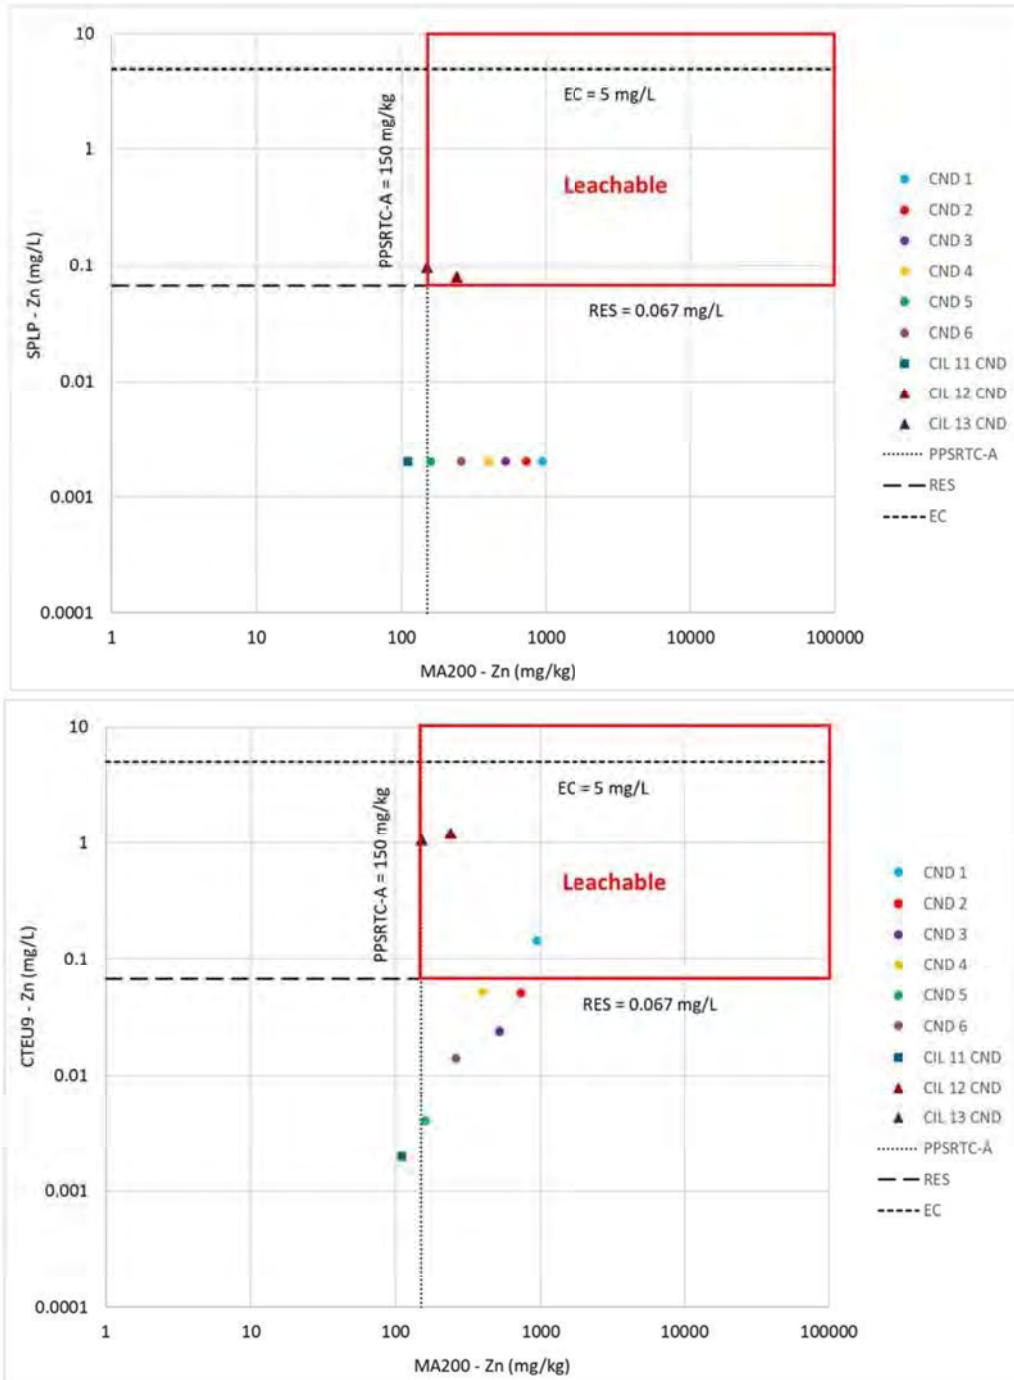 10
1
0.1
0.01
0.001
0.0001
SPLP - Zn (mg/L)
PPSRTC-A = 150 mg/kg
EC = 5 mg/L
Leachable
RES = 0.067 mg/L
1
10
100
1000
10000
100000
MA200 - Zn (mg/kg)
CND 1
CND 2
CND 3
CND 4
CND 5
CND 6
CIL 11 CND
CIL 12 CND
CIL 13 CND
PPSRTC-A
RES
EC
10
1
0.1
0.01
0.001
0.0001
CTEU9 - Zn (mg/L)
PPSRTC-A = 150 mg/kg
EC = 5 mg/L
Leachable
RES = 0.067 mg/L
1
10
100
1000
10000
100000
MA200 - Zn (mg/kg)
CND 1
CND 2
CND 3
CND 4
CND 5
CND 6
CIL 11 CND
CIL 12 CND
CIL 13 CND
PPSRTC-A
RES
EC